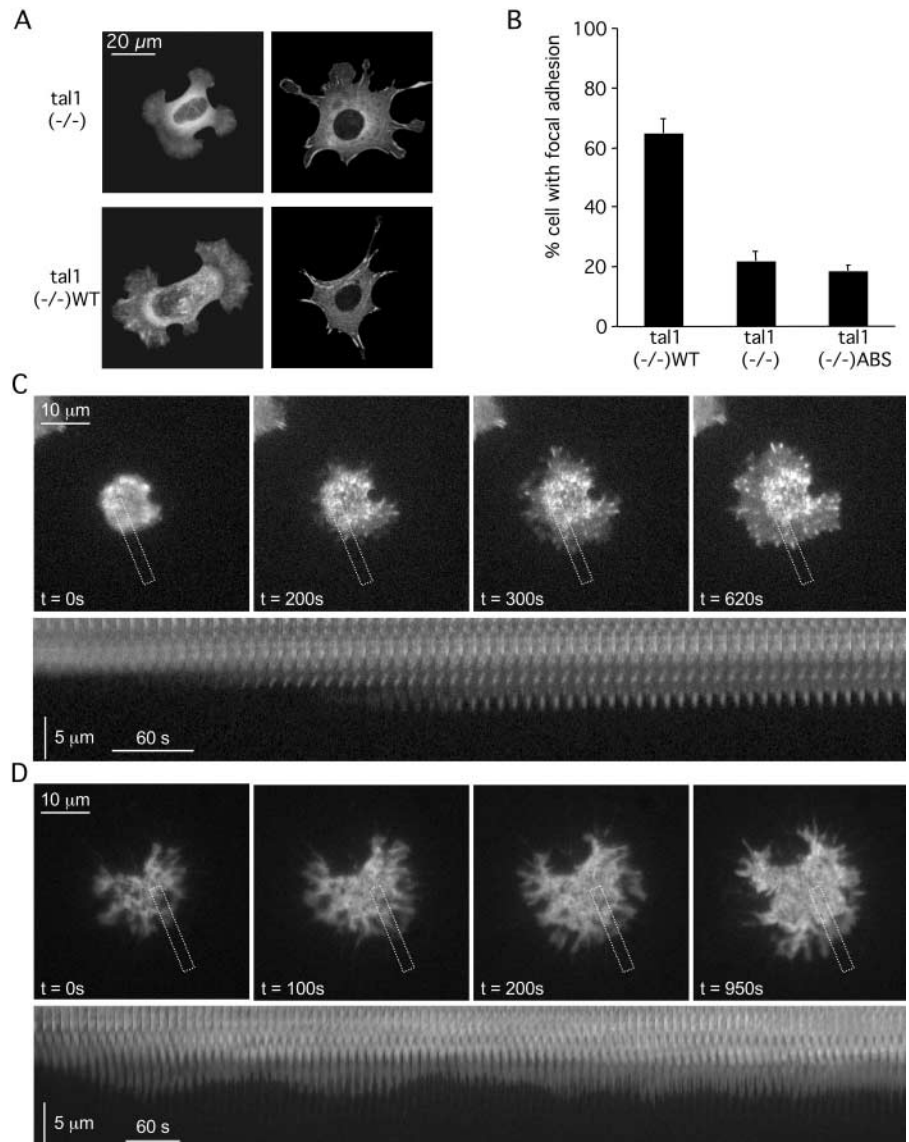 A
20 µm
tal1
(-/-)
tal1
(-/-)WT
B
% cell with focal adhesion
100
80
60
40
20
0
tal1
(-/-)WT
tal1
(-/-)
tal1
(-/-)ABS
C
10 µm
t = 0s
t = 200s
t = 300s
t = 620s
5 µm
60 s
D
10 µm
t = 0s
t = 100s
t = 200s
t = 950s
5 µm
60 s